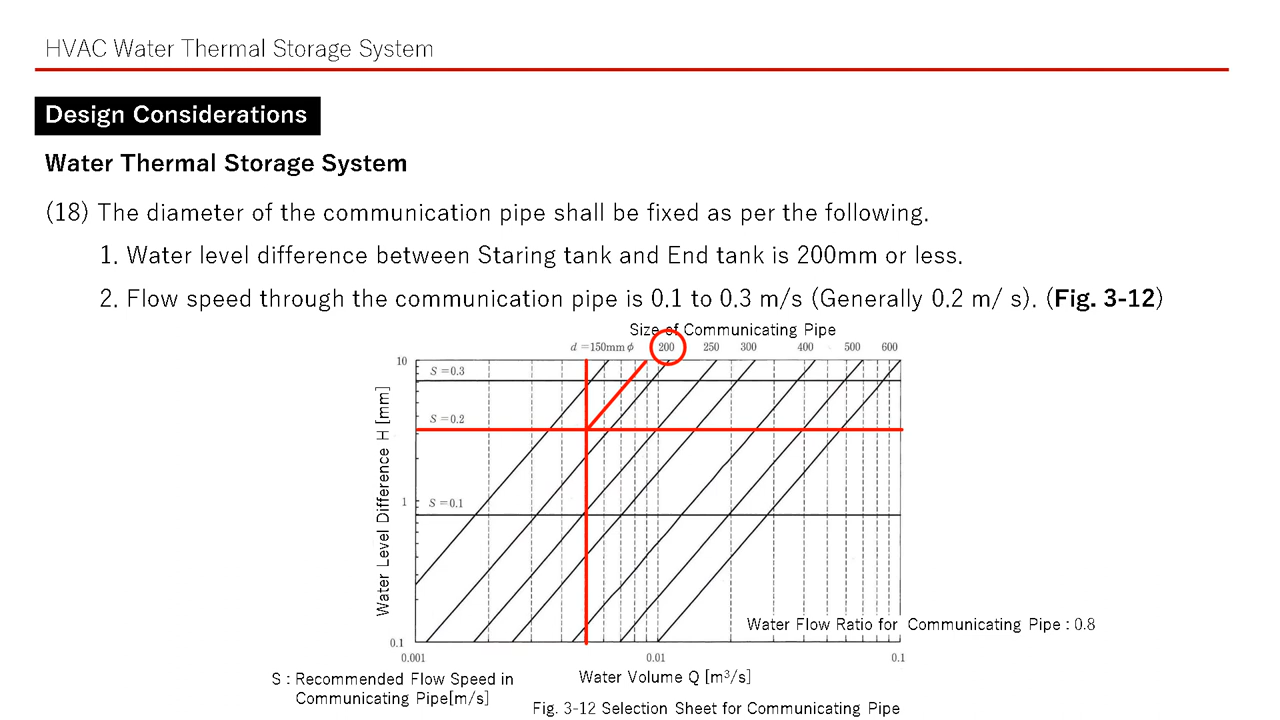 HVAC Water Thermal Storage System
Design Considerations
Water Thermal Storage System
(18) The diameter of the communication pipe shall be fixed as per the following.
1. Water level difference between Staring tank and End tank is 200mm or less.
2. Flow speed through the communication pipe is 0.1 to 0.3 m/s (Generally 0.2 m/ s). (Fig. 3-12)
Size of Communicating Pipe
d =150mm ϕ 200 250 300 400 500 600
10
S =0.3
S =0.2
1
S =0.1
0.1
Water Level Difference H [mm]
Water Flow Ratio for Communicating Pipe : 0.8
0.001 0.01 0.1
Water Volume Q [m³/s]
S : Recommended Flow Speed in
Communicating Pipe[m/s]
Fig. 3-12 Selection Sheet for Communicating Pipe